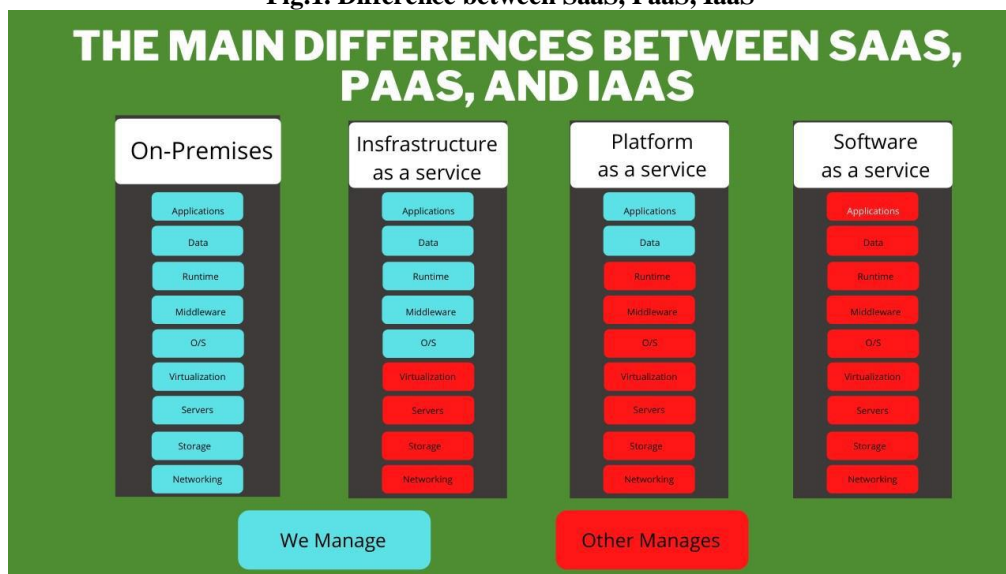 Fig.1. Difference between SaaS, PaaS, IaaS
THE MAIN DIFFERENCES BETWEEN SAAS,
PAAS, AND IAAS
On-Premises
Applications
Data
Runtime
Middleware
O/S
Virtualization
Servers
Storage
Networking
Insfrastructure
as a service
Applications
Data
Runtime
Middleware
O/S
Virtualization
Servers
Storage
Networking
Platform
as a service
Applications
Data
Runtime
Middleware
O/S
Virtualization
Servers
Storage
Networking
Software
as a service
Applications
Data
Runtime
Middleware
O/S
Virtualization
Servers
Storage
Networking
We Manage
Other Manages